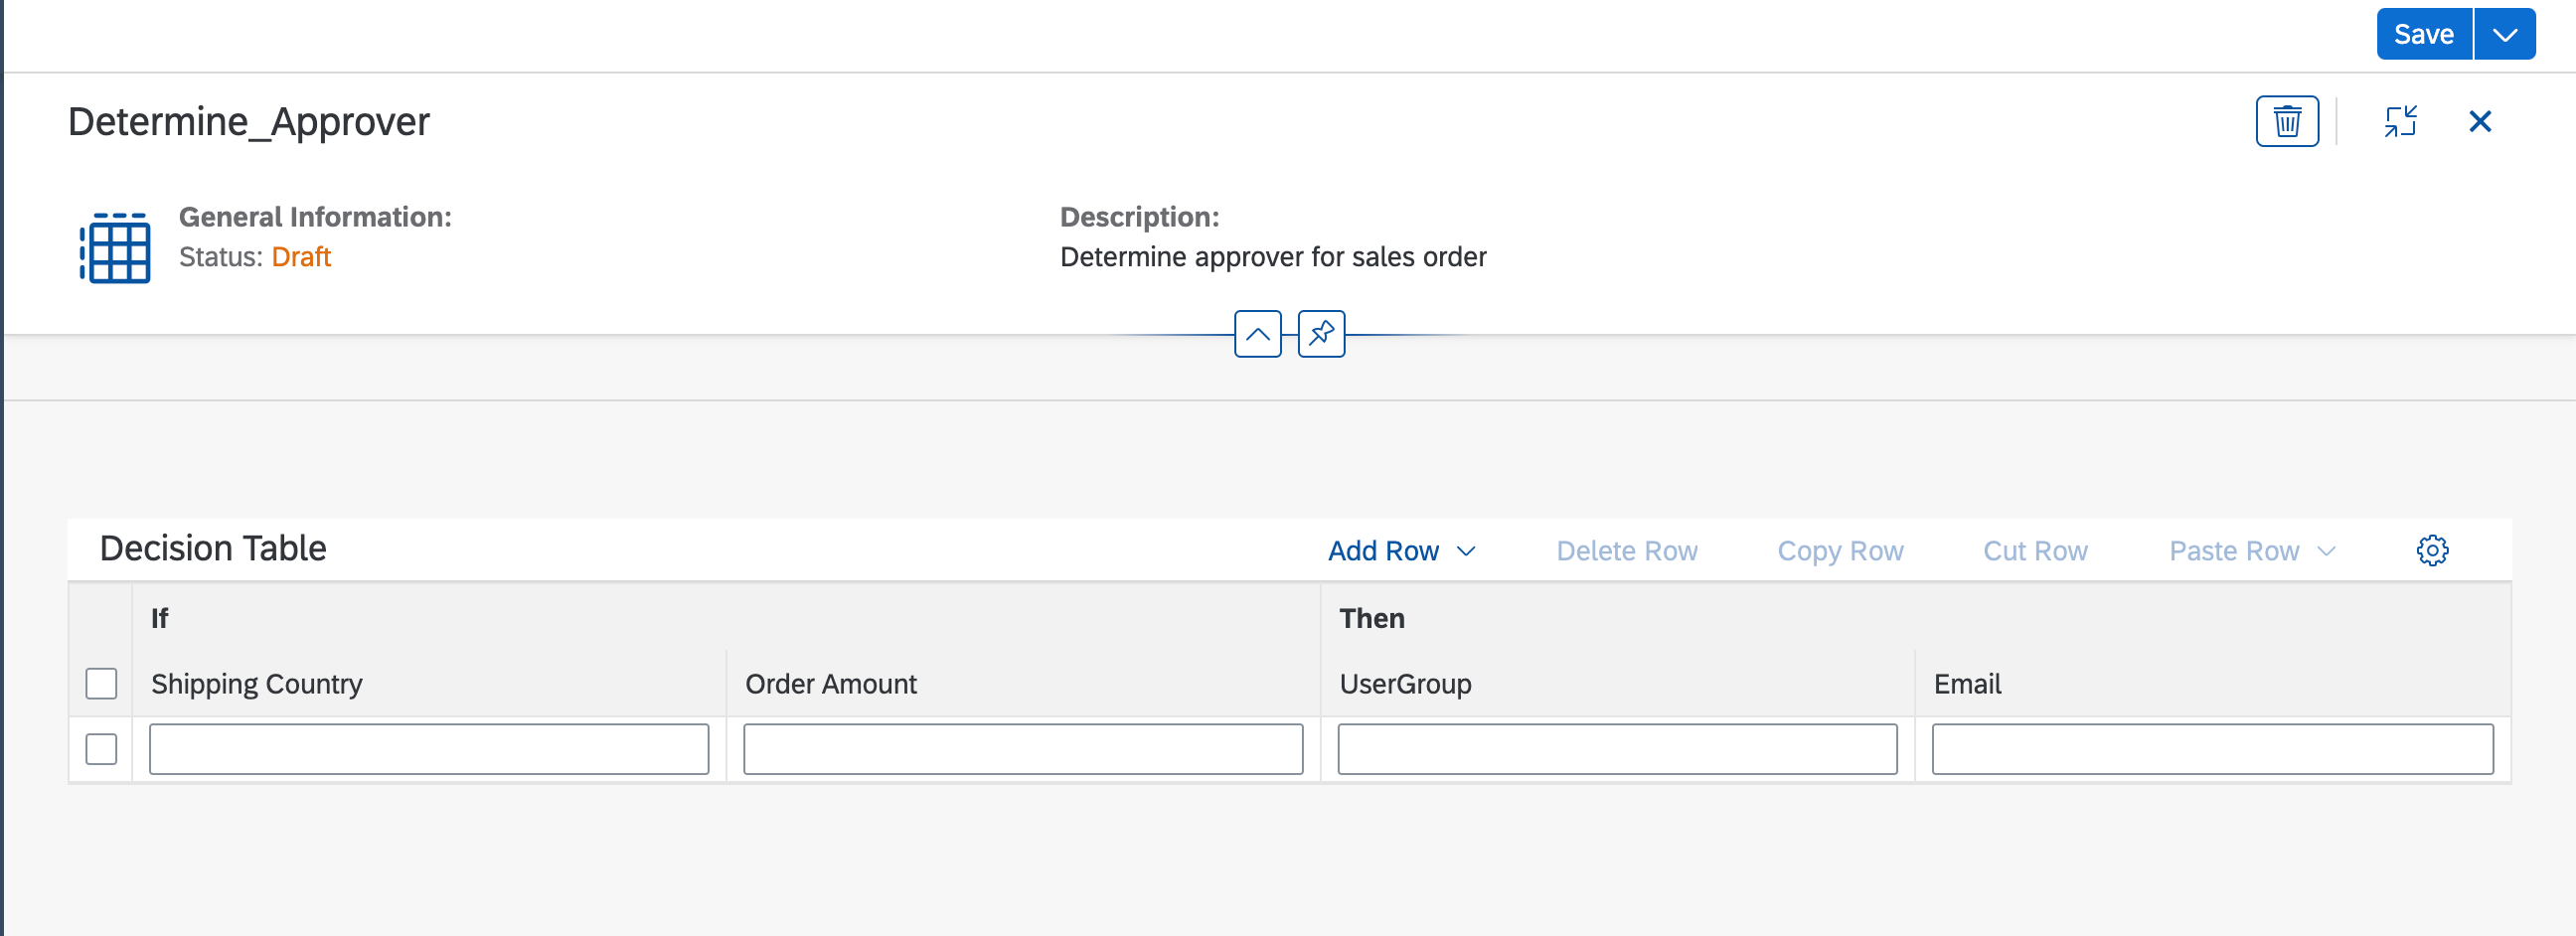 Save
Determine_Approver
General Information:
Status: Draft
Description:
Determine approver for sales order
Decision Table
Add Row
Delete Row
Copy Row
Cut Row
Paste Row
If
Then
Shipping Country
Order Amount
UserGroup
Email